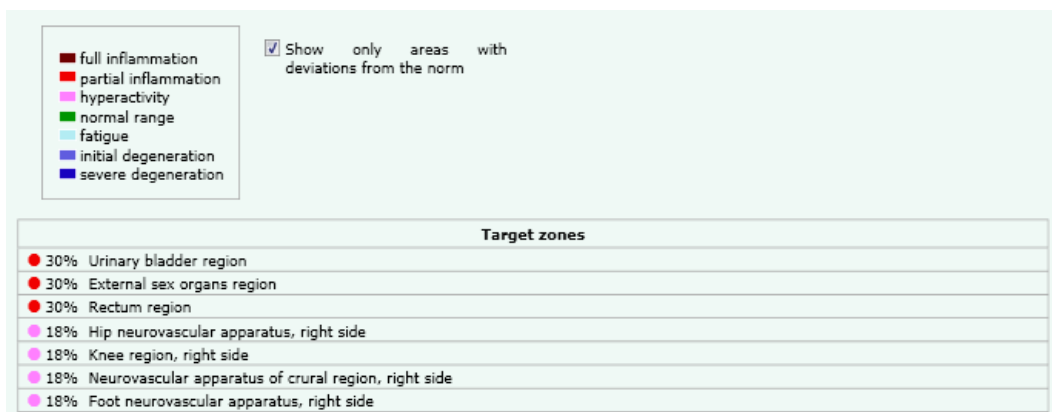 full inflammation
partial inflammation
hyperactivity
normal range
fatigue
initial degeneration
severe degeneration
Show only areas with
deviations from the norm
Target zones
30% Urinary bladder region
30% External sex organs region
30% Rectum region
18% Hip neurovascular apparatus, right side
18% Knee region, right side
18% Neurovascular apparatus of crural region, right side
18% Foot neurovascular apparatus, right side